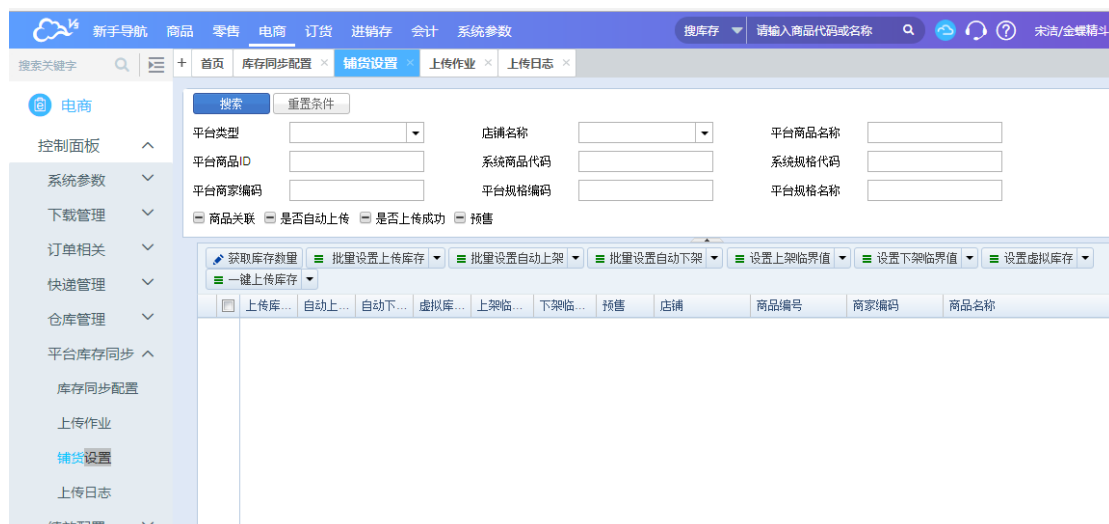 新手导航 商品 零售 电商 订货 进销存 会计 系统参数 搜库存 请输入商品代码或名称 宋洁/金蝶精斗
搜索关键字 + 首页 库存同步配置 × 铺货设置 × 上传作业 × 上传日志 ×
电商
控制面板
系统参数
下载管理
订单相关
快递管理
仓库管理
平台库存同步
库存同步配置
上传作业
铺货设置
上传日志
搜索 重置条件
平台类型 店铺名称 平台商品名称
平台商品ID 系统商品代码 系统规格代码
平台商家编码 平台规格编码 平台规格名称
商品关联 是否自动上传 是否上传成功 预售
获取库存数量 批量设置上传库存 批量设置自动上架 批量设置自动下架 设置上架临界值 设置下架临界值 设置虚拟库存
一键上传库存
上传库... 自动上... 自动下... 虚拟库... 上架临... 下架临... 预售 店铺 商品编号 商家编码 商品名称